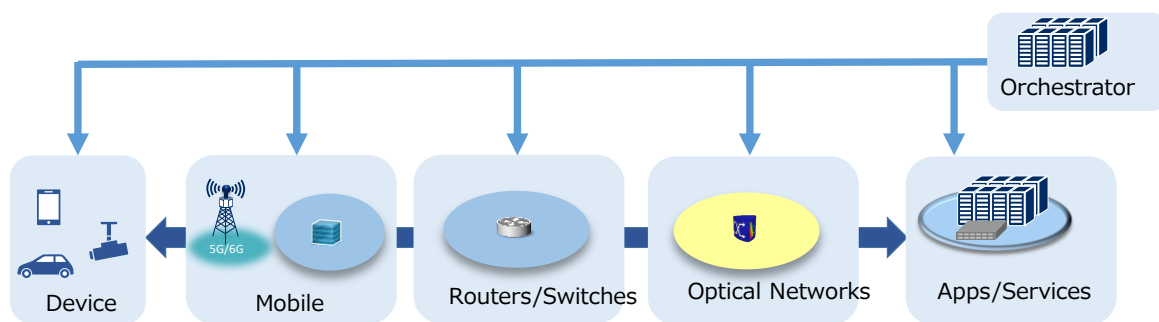 Orchestrator
5G/6G
Device
Mobile
Routers/Switches
Optical Networks
Apps/Services